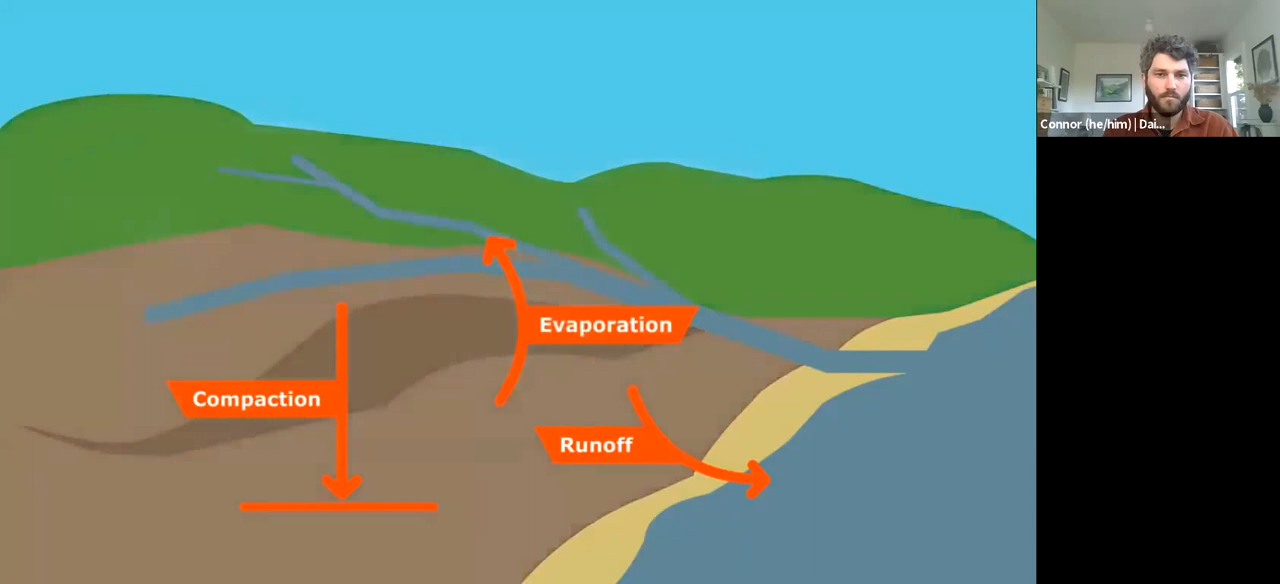 Evaporation
Compaction
Runoff
Connor (he/him) | Dai...